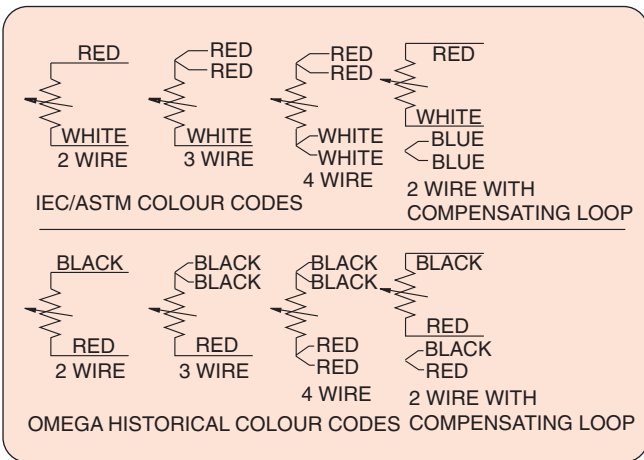 RED
WHITE
2 WIRE
RED
RED
WHITE
3 WIRE
RED
RED
WHITE
WHITE
4 WIRE
RED
WHITE
BLUE
BLUE
2 WIRE WITH
COMPENSATING LOOP
IEC/ASTM COLOUR CODES
BLACK
RED
2 WIRE
BLACK
BLACK
RED
3 WIRE
BLACK
BLACK
RED
RED
4 WIRE
BLACK
RED
BLACK
RED
2 WIRE WITH
COMPENSATING LOOP
OMEGA HISTORICAL COLOUR CODES